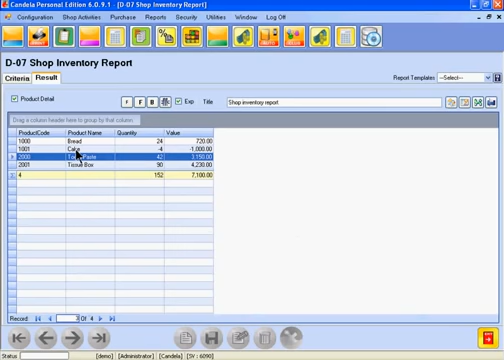 Candela Personal Edition 6.0.9.1 - [D-07 Shop Inventory Report]
Configuration Shop Activities Purchase Reports Security Utilities Window Log Off
D-07 Shop Inventory Report
Criteria Result Report Templates --Select--
Product Detail F F B Exp Title Shop inventory report
Drag a column header here to group by that column.
ProductCode Product Name Quantity Value
1000 Bread 24 720.00
1001 Cake -4 -1,000.00
2000 Paste 42 3,150.00
2001 Tissue Box 90 4,230.00
4 152 7,100.00
Record: 3 Of 4
Status [demo] [Administrator] [Candela] [SV : 6090]